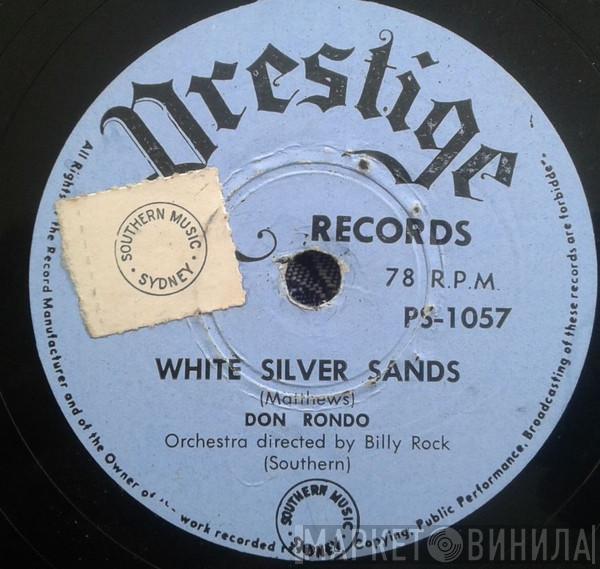 Prestige
RECORDS
78 R.P.M.
PS-1057
SOUTHERN MUSIC
SYDNEY
WHITE SILVER SANDS
(Matthews)
DON RONDO
Orchestra directed by Billy Rock
(Southern)
SOUTHERN MUSIC
SYDNEY
All Rights the Record Manufacturer and of the Owner of work recorded Copying, Public Performance, Broadcasting of these records are forbidden
МАРКЕТ ВИНИЛА